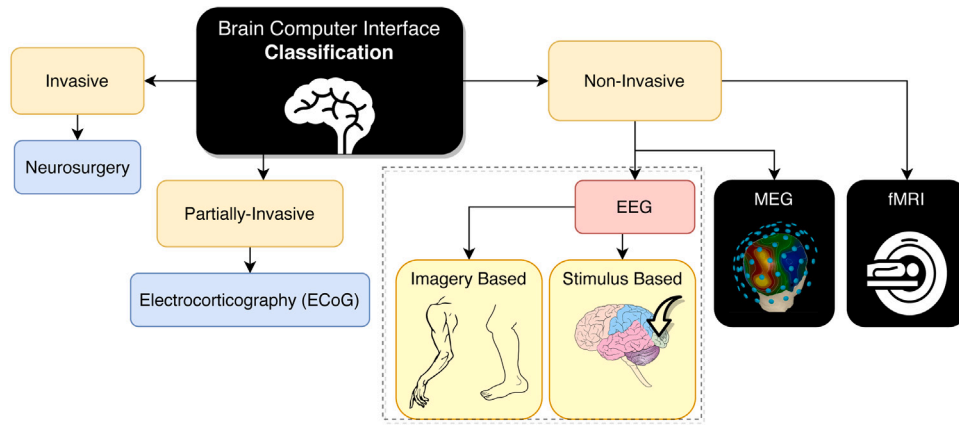 Brain Computer Interface
Classification
Invasive
Non-Invasive
Neurosurgery
Partially-Invasive
EEG
MEG
fMRI
Electrocorticography (ECoG)
Imagery Based
Stimulus Based